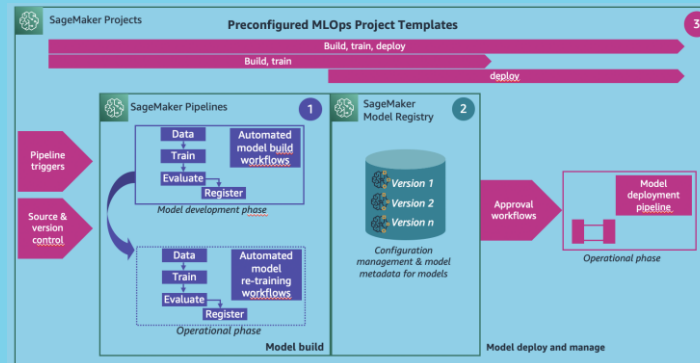 SageMaker Projects
Preconfigured MLOps Project Templates
3
Build, train, deploy
Build, train
deploy
SageMaker Pipelines
1
SageMaker
Model Registry
2
Pipeline
triggers
Source &
version
control
Data
Train
Evaluate
Register
Automated
model build
workflows
Model development phase
Data
Train
Evaluate
Register
Automated
model
re-training
workflows
Operational phase
Model build
Version 1
Version 2
Version n
Configuration
management & model
metadata for models
Approval
workflows
Model
deployment
pipeline
Operational phase
Model deploy and manage